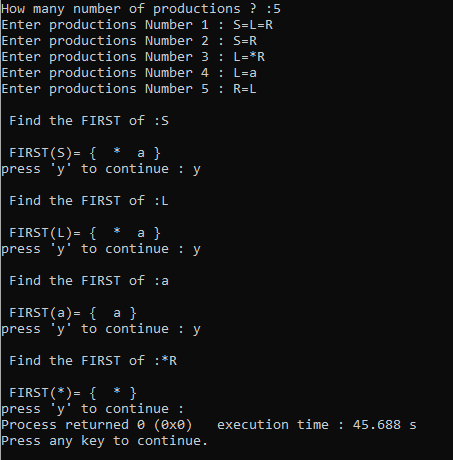 How many number of productions ? :5
Enter productions Number 1 : S=L=R
Enter productions Number 2 : S=R
Enter productions Number 3 : L=*R
Enter productions Number 4 : L=a
Enter productions Number 5 : R=L
Find the FIRST of :S
FIRST(S)= {  *  a }
press 'y' to continue : y
Find the FIRST of :L
FIRST(L)= {  *  a }
press 'y' to continue : y
Find the FIRST of :a
FIRST(a)= {  a }
press 'y' to continue : y
Find the FIRST of :*R
FIRST(*)= {  * }
press 'y' to continue :
Process returned 0 (0x0)   execution time : 45.688 s
Press any key to continue.